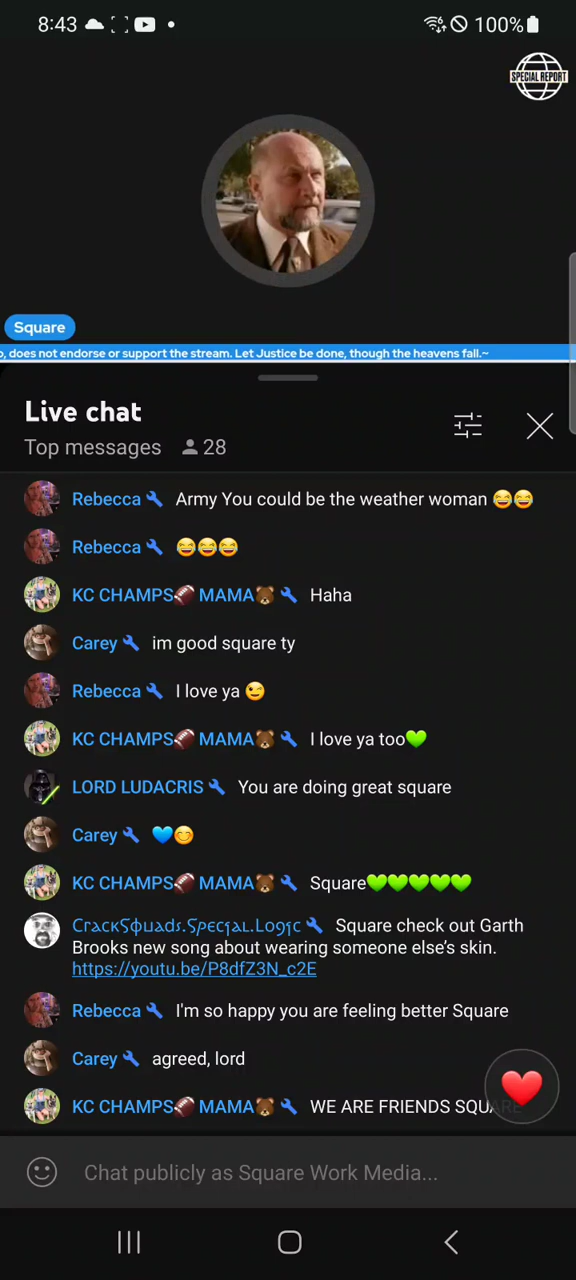 8:43
100%
SPECIAL REPORT
Square
, does not endorse or support the stream. Let Justice be done, though the heavens fall.~
Live chat
Top messages 28
Rebecca Army You could be the weather woman 😂😂
Rebecca 😂😂😂
KC CHAMPS🏈 MAMA🐻 Haha
Carey im good square ty
Rebecca I love ya 😉
KC CHAMPS🏈 MAMA🐻 I love ya too💚
LORD LUDACRIS You are doing great square
Carey 💙😊
KC CHAMPS🏈 MAMA🐻 Square💚💚💚💚💚
Square check out Garth
Brooks new song about wearing someone else's skin.
https://youtu.be/P8dfZ3N_c2E
Rebecca I'm so happy you are feeling better Square
Carey agreed, lord
KC CHAMPS🏈 MAMA🐻 WE ARE FRIENDS SQUARE
Chat publicly as Square Work Media...